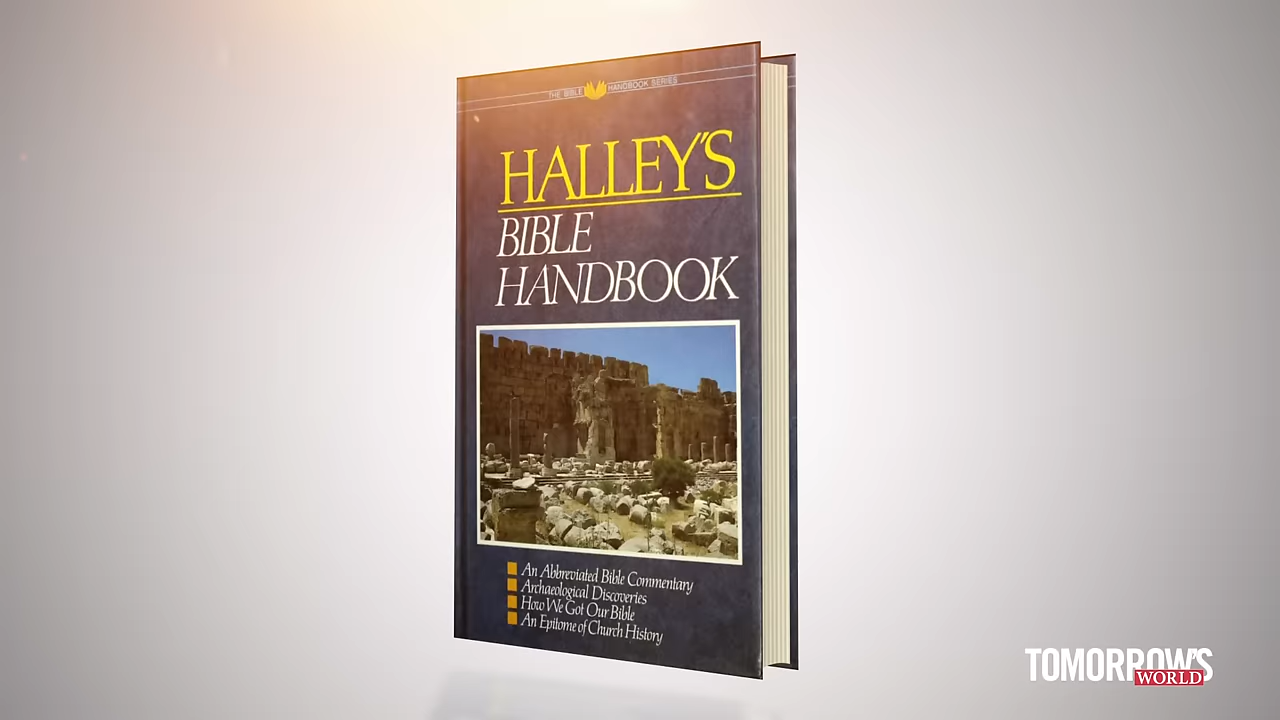 THE BIBLE HANDBOOK SERIES
HALLEY'S
BIBLE
HANDBOOK
An Abbreviated Bible Commentary
Archaeological Discoveries
How We Got Our Bible
An Epitome of Church History
TOMORROW'S
WORLD